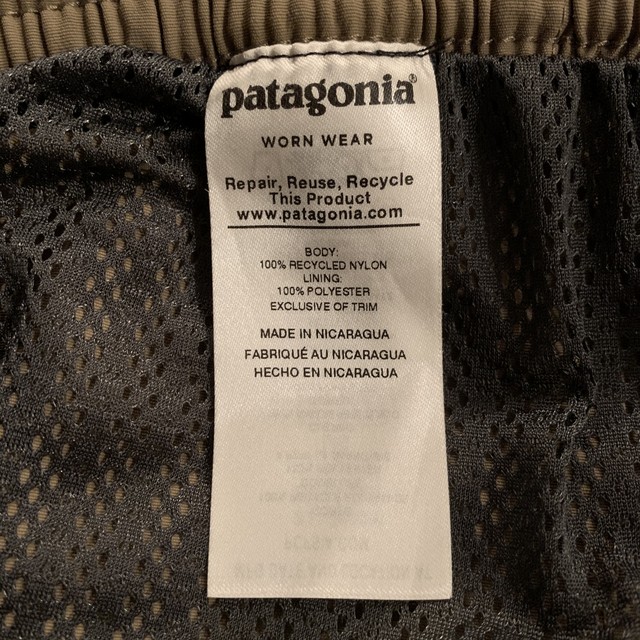 patagonia®
WORN WEAR
Repair, Reuse, Recycle
This Product
www.patagonia.com
BODY:
100% RECYCLED NYLON
LINING:
100% POLYESTER
EXCLUSIVE OF TRIM
MADE IN NICARAGUA
FABRIQUÉ AU NICARAGUA
HECHO EN NICARAGUA